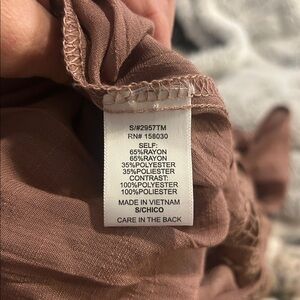 S/#2957TM
RN# 158030
SELF:
65%RAYON
65%RAYON
35%POLYESTER
35%POLIESTER
CONTRAST:
100%POLYESTER
100%POLIESTER
MADE IN VIETNAM
S/CHICO
CARE IN THE BACK